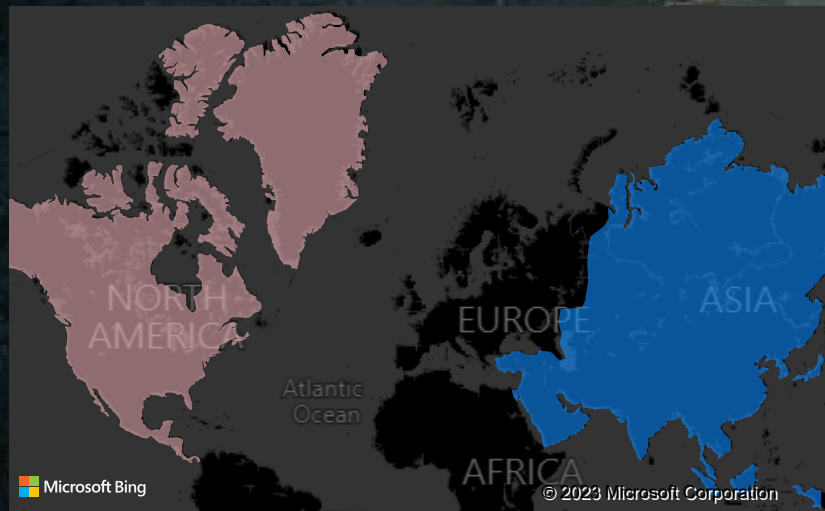 NORTH
AMERICA
EUROPE
ASIA
Atlantic
Ocean
AFRICA
Microsoft Bing
© 2023 Microsoft Corporation